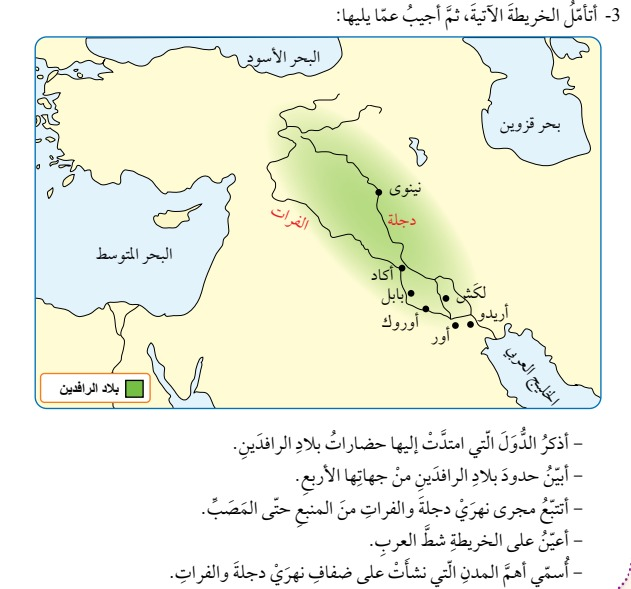 3- أتأمّلُ الخريطةَ الآتيةَ، ثمَّ أجيبُ عمّا يليها:
البحر الأسود
بحر قزوين
نينوى
دجلة
الفرات
البحر المتوسط
أكاد
بابل
لكَش
أوروك
أريدو
أور
الخليج العربي
بلاد الرافدين
– أذكرُ الدُّوَلَ الّتي امتدَّتْ إليها حضاراتُ بلادِ الرافدَينِ.
– أبيّنُ حدودَ بلادِ الرافدَينِ منْ جهاتِها الأربعِ.
– أتتبّعُ مجرى نهرَيْ دجلةَ والفراتِ منَ المنبعِ حتّى المَصَبِّ.
– أعيّنُ على الخريطةِ شطَّ العربِ.
– أُسمّي أهمَّ المدنِ الّتي نشأَتْ على ضفافِ نهرَيْ دجلةَ والفراتِ.